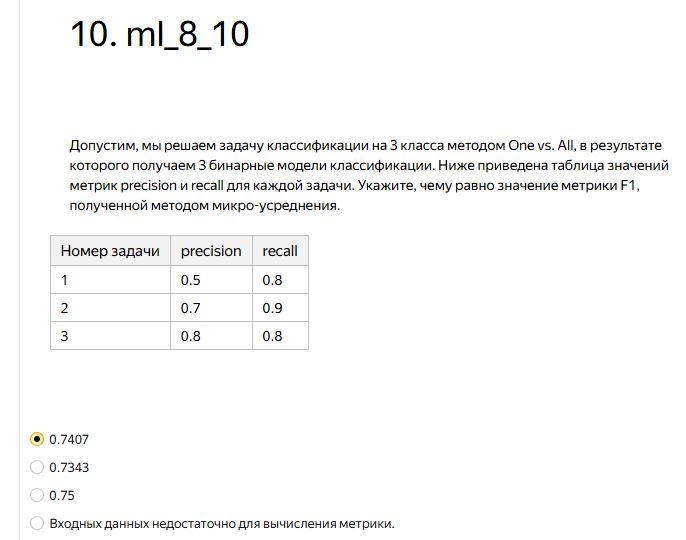 10. ml_8_10
Допустим, мы решаем задачу классификации на 3 класса методом One vs. All, в результате
которого получаем 3 бинарные модели классификации. Ниже приведена таблица значений
метрик precision и recall для каждой задачи. Укажите, чему равно значение метрики F1,
полученной методом микро-усреднения.
Номер задачи precision recall
1 0.5 0.8
2 0.7 0.9
3 0.8 0.8
0.7407
0.7343
0.75
Входных данных недостаточно для вычисления метрики.